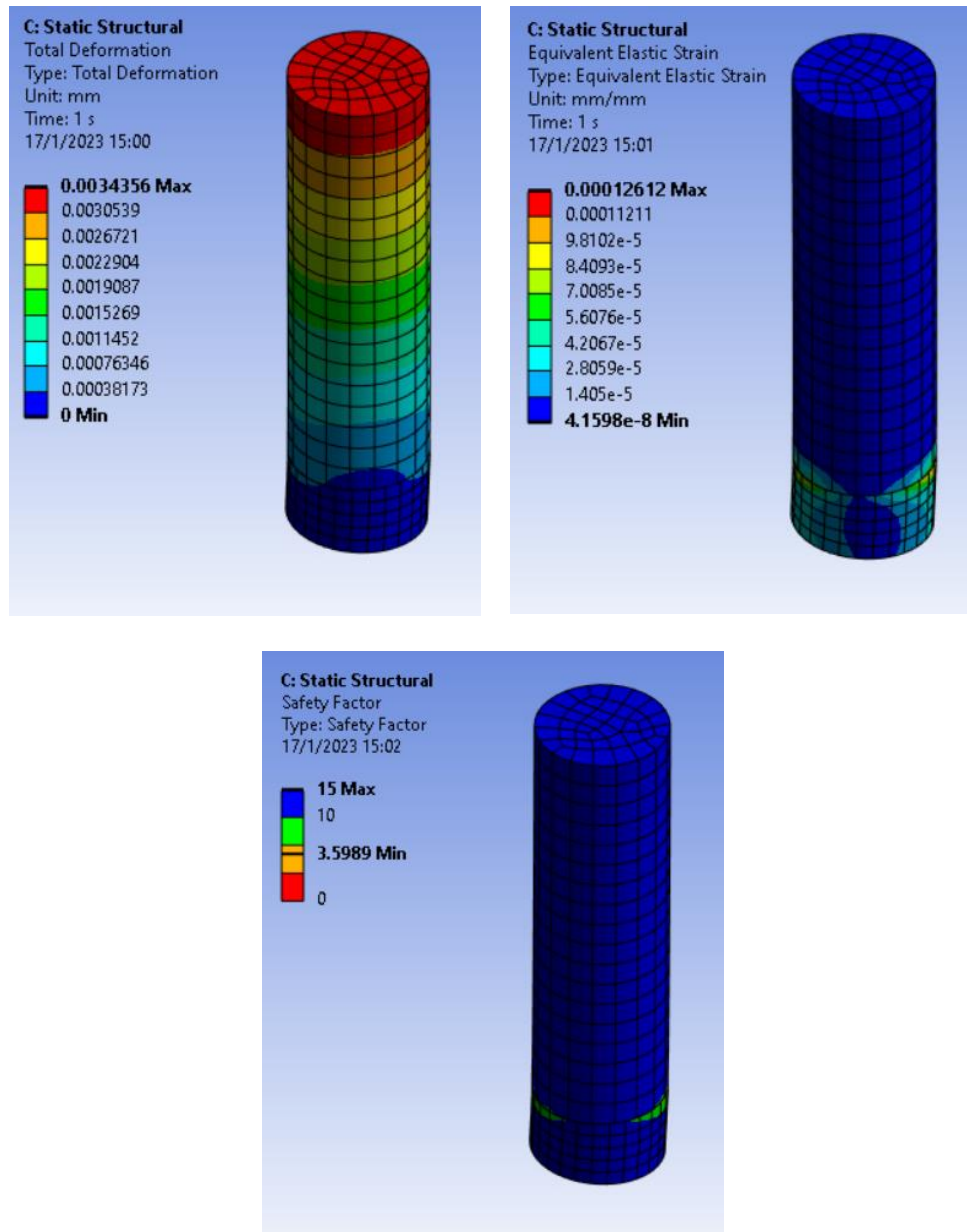 C: Static Structural
Total Deformation
Type: Total Deformation
Unit: mm
Time: 1 s
17/1/2023 15:00
0.0034356 Max
0.0030539
0.0026721
0.0022904
0.0019087
0.0015269
0.0011452
0.00076346
0.00038173
0 Min
C: Static Structural
Equivalent Elastic Strain
Type: Equivalent Elastic Strain
Unit: mm/mm
Time: 1 s
17/1/2023 15:01
0.00012612 Max
0.00011211
9.8102e-5
8.4093e-5
7.0085e-5
5.6076e-5
4.2067e-5
2.8059e-5
1.405e-5
4.1598e-8 Min
C: Static Structural
Safety Factor
Type: Safety Factor
17/1/2023 15:02
15 Max
10
3.5989 Min
0